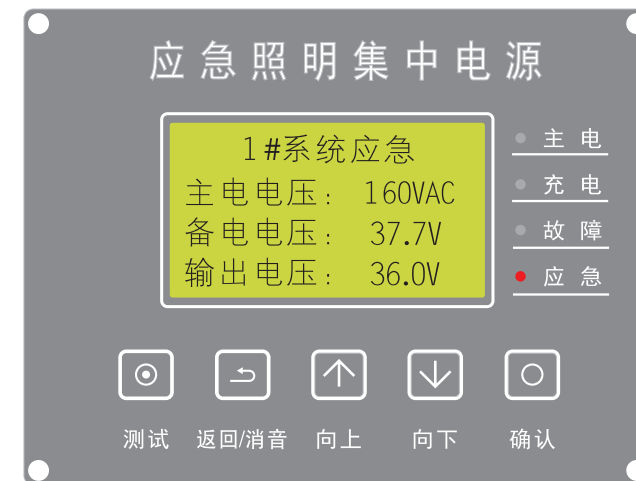 应急照明集中电源
1#系统应急
主电电压: 160VAC
备电电压: 37.7V
输出电压: 36.0V
主电
充电
故障
应急
测试 返回/消音 向上 向下 确认